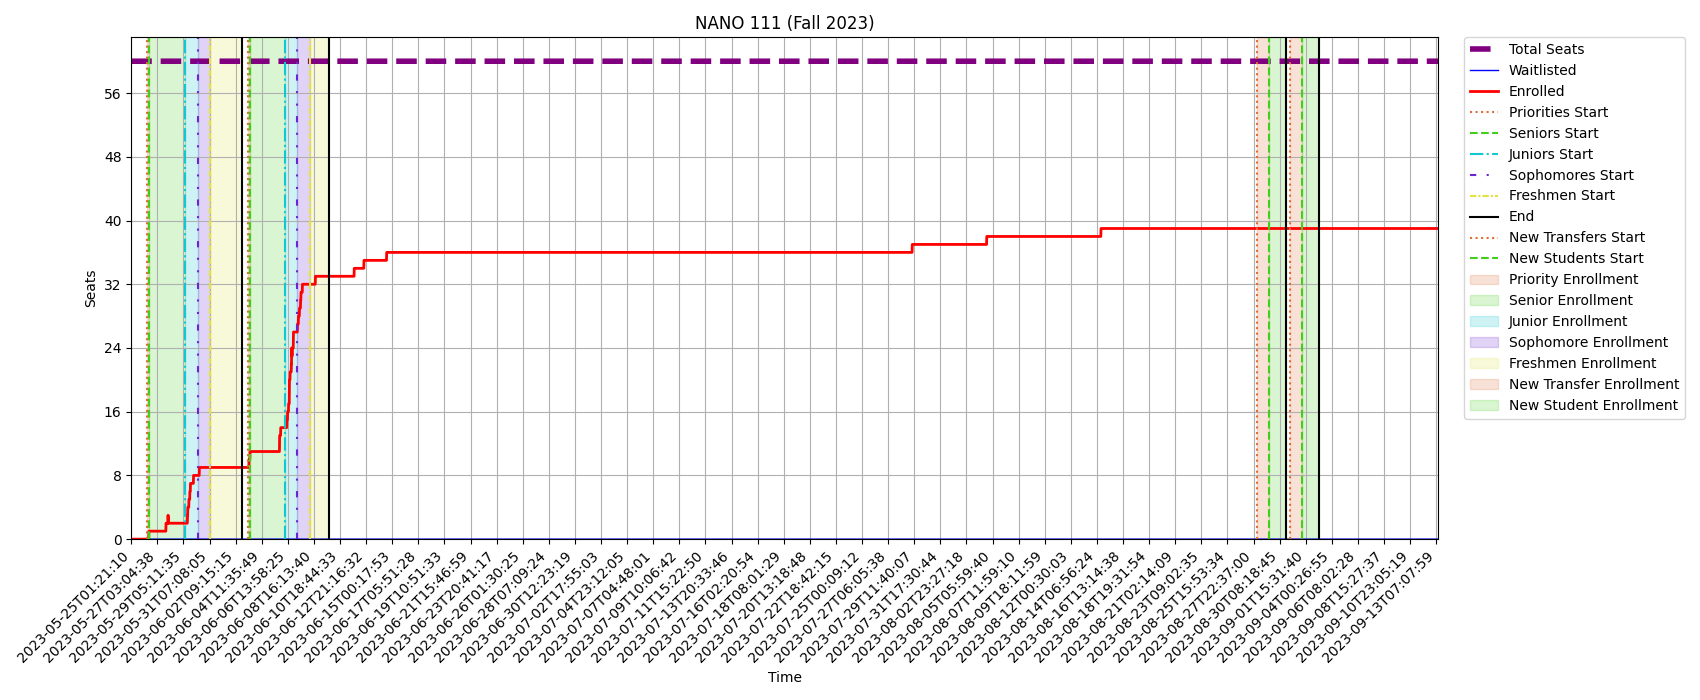 NANO 111 (Fall 2023)
Total Seats
Waitlisted
Enrolled
Priorities Start
Seniors Start
Juniors Start
Sophomores Start
Freshmen Start
End
New Transfers Start
New Students Start
Priority Enrollment
Senior Enrollment
Junior Enrollment
Sophomore Enrollment
Freshmen Enrollment
New Transfer Enrollment
New Student Enrollment
Seats
56
48
40
32
24
16
8
0
2023-05-25T01:21:10
2023-05-27T03:04:38
2023-05-29T05:11:35
2023-05-31T07:08:05
2023-06-02T09:15:15
2023-06-04T11:35:49
2023-06-06T13:58:25
2023-06-08T16:13:40
2023-06-10T18:44:33
2023-06-12T21:16:32
2023-06-15T00:17:53
2023-06-17T05:51:28
2023-06-19T10:51:33
2023-06-21T15:46:59
2023-06-23T20:41:17
2023-06-26T01:30:25
2023-06-28T07:09:24
2023-06-30T12:23:19
2023-07-02T17:55:03
2023-07-04T23:12:05
2023-07-07T04:48:01
2023-07-09T10:06:42
2023-07-11T15:22:50
2023-07-13T20:33:46
2023-07-16T02:20:54
2023-07-18T08:01:29
2023-07-20T13:18:48
2023-07-22T18:42:15
2023-07-25T00:09:12
2023-07-27T06:05:38
2023-07-29T11:40:07
2023-07-31T17:30:44
2023-08-02T23:27:18
2023-08-05T05:59:40
2023-08-07T11:59:10
2023-08-09T18:11:59
2023-08-12T00:30:03
2023-08-14T06:56:24
2023-08-16T13:14:38
2023-08-18T19:31:54
2023-08-21T02:14:09
2023-08-23T09:02:35
2023-08-25T15:53:34
2023-08-27T22:37:00
2023-08-30T08:18:45
2023-09-01T15:31:40
2023-09-04T00:26:55
2023-09-06T08:02:28
2023-09-08T15:27:37
2023-09-10T23:05:19
2023-09-13T07:07:59
Time